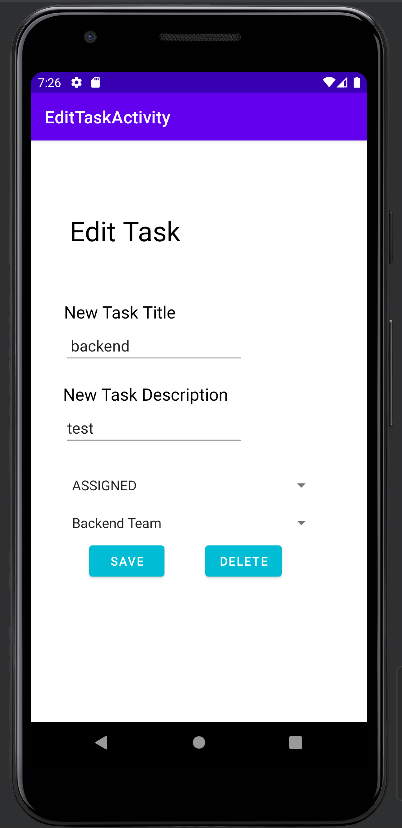 7:26
EditTaskActivity
Edit Task
New Task Title
backend
New Task Description
test
ASSIGNED
Backend Team
SAVE DELETE